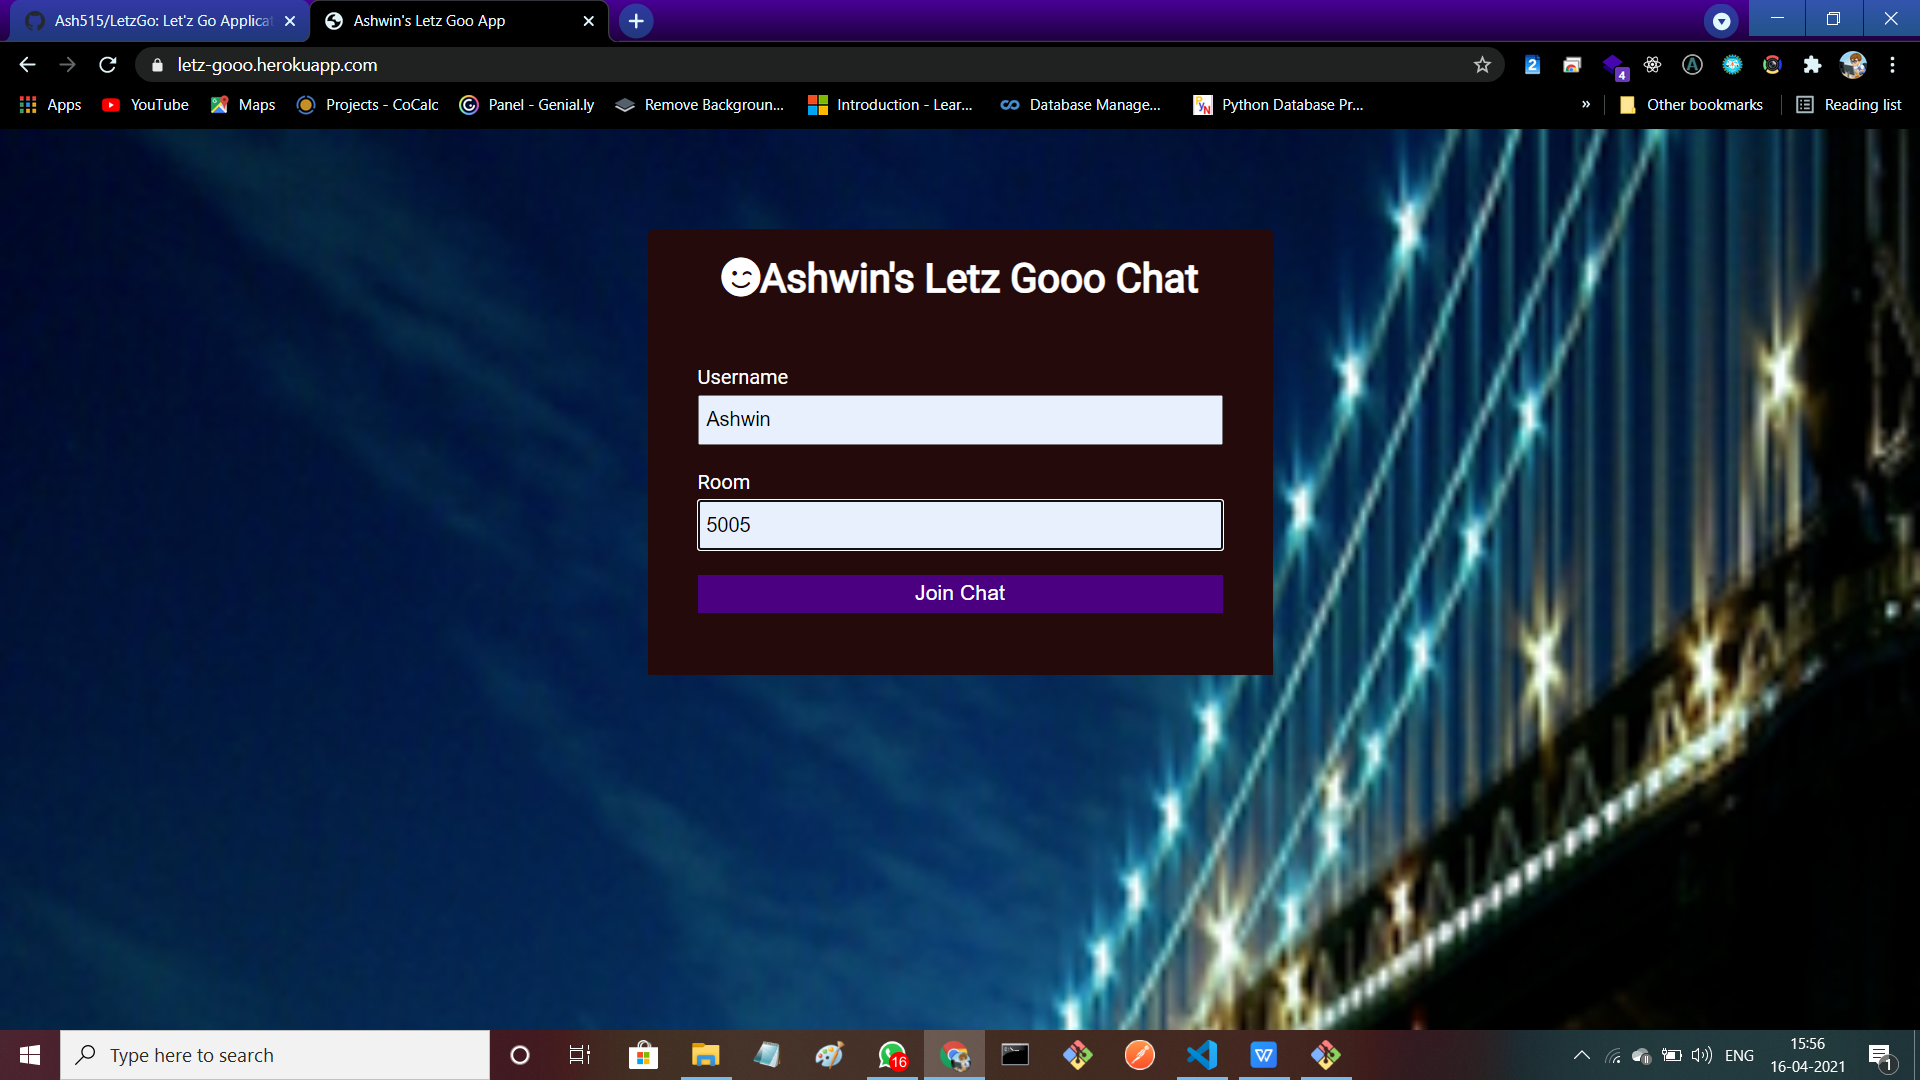 Ash515/LetzGo: Let'z Go Applicat
Ashwin's Letz Goo App
letz-gooo.herokuapp.com
2
4
Apps
YouTube
Maps
Projects - CoCalc
Panel - Genial.ly
Remove Backgroun...
Introduction - Lear...
Database Manage...
Python Database Pr...
»
Other bookmarks
Reading list
Ashwin's Letz Gooo Chat
Username
Ashwin
Room
5005
Join Chat
Type here to search
16
ENG
15:56
16-04-2021
1